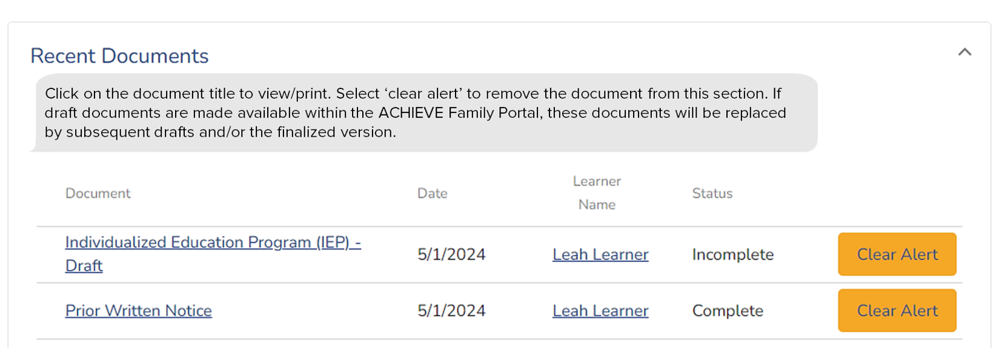 Recent Documents
Click on the document title to view/print. Select ‘clear alert’ to remove the document from this section. If
draft documents are made available within the ACHIEVE Family Portal, these documents will be replaced
by subsequent drafts and/or the finalized version.
Document Date Learner Name Status
Individualized Education Program (IEP) -
Draft 5/1/2024 Leah Learner Incomplete Clear Alert
Prior Written Notice 5/1/2024 Leah Learner Complete Clear Alert